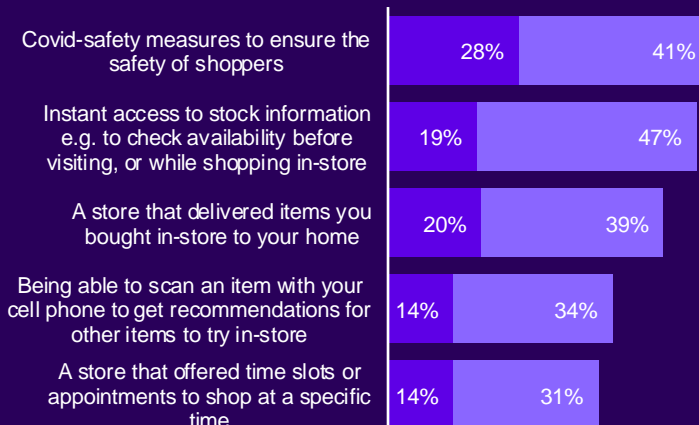 Covid-safety measures to ensure the
safety of shoppers
28% 41%
Instant access to stock information
e.g. to check availability before
visiting, or while shopping in-store
19% 47%
A store that delivered items you
bought in-store to your home
20% 39%
Being able to scan an item with your
cell phone to get recommendations for
other items to try in-store
14% 34%
A store that offered time slots or
appointments to shop at a specific
time
14% 31%